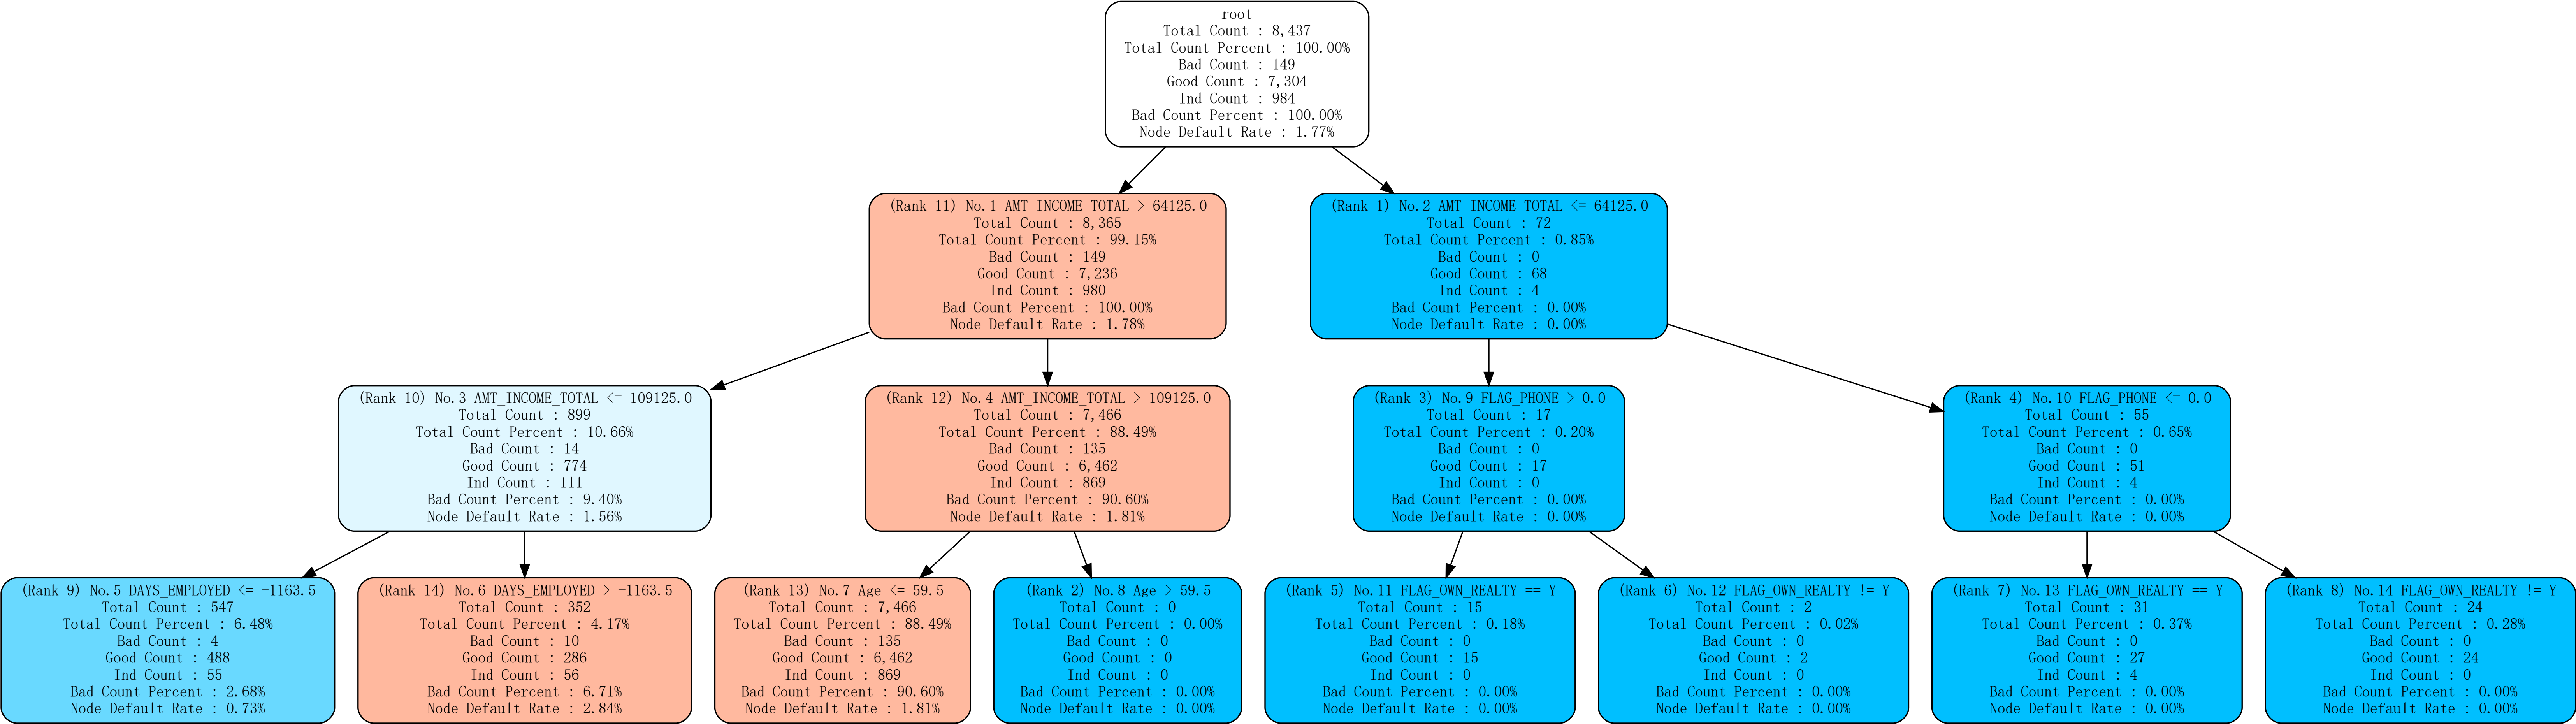 root
Total Count : 8,437
Total Count Percent : 100.00%
Bad Count : 149
Good Count : 7,304
Ind Count : 984
Bad Count Percent : 100.00%
Node Default Rate : 1.77%
(Rank 11) No.1 AMT_INCOME_TOTAL > 64125.0
Total Count : 8,365
Total Count Percent : 99.15%
Bad Count : 149
Good Count : 7,236
Ind Count : 980
Bad Count Percent : 100.00%
Node Default Rate : 1.78%
(Rank 1) No.2 AMT_INCOME_TOTAL <= 64125.0
Total Count : 72
Total Count Percent : 0.85%
Bad Count : 0
Good Count : 68
Ind Count : 4
Bad Count Percent : 0.00%
Node Default Rate : 0.00%
(Rank 10) No.3 AMT_INCOME_TOTAL <= 109125.0
Total Count : 899
Total Count Percent : 10.66%
Bad Count : 14
Good Count : 774
Ind Count : 111
Bad Count Percent : 9.40%
Node Default Rate : 1.56%
(Rank 12) No.4 AMT_INCOME_TOTAL > 109125.0
Total Count : 7,466
Total Count Percent : 88.49%
Bad Count : 135
Good Count : 6,462
Ind Count : 869
Bad Count Percent : 90.60%
Node Default Rate : 1.81%
(Rank 3) No.9 FLAG_PHONE > 0.0
Total Count : 17
Total Count Percent : 0.20%
Bad Count : 0
Good Count : 17
Ind Count : 0
Bad Count Percent : 0.00%
Node Default Rate : 0.00%
(Rank 4) No.10 FLAG_PHONE <= 0.0
Total Count : 55
Total Count Percent : 0.65%
Bad Count : 0
Good Count : 51
Ind Count : 4
Bad Count Percent : 0.00%
Node Default Rate : 0.00%
(Rank 9) No.5 DAYS_EMPLOYED <= -1163.5
Total Count : 547
Total Count Percent : 6.48%
Bad Count : 4
Good Count : 488
Ind Count : 55
Bad Count Percent : 2.68%
Node Default Rate : 0.73%
(Rank 14) No.6 DAYS_EMPLOYED > -1163.5
Total Count : 352
Total Count Percent : 4.17%
Bad Count : 10
Good Count : 286
Ind Count : 56
Bad Count Percent : 6.71%
Node Default Rate : 2.84%
(Rank 13) No.7 Age <= 59.5
Total Count : 7,466
Total Count Percent : 88.49%
Bad Count : 135
Good Count : 6,462
Ind Count : 869
Bad Count Percent : 90.60%
Node Default Rate : 1.81%
(Rank 2) No.8 Age > 59.5
Total Count : 0
Total Count Percent : 0.00%
Bad Count : 0
Good Count : 0
Ind Count : 0
Bad Count Percent : 0.00%
Node Default Rate : 0.00%
(Rank 5) No.11 FLAG_OWN_REALTY == Y
Total Count : 15
Total Count Percent : 0.18%
Bad Count : 0
Good Count : 15
Ind Count : 0
Bad Count Percent : 0.00%
Node Default Rate : 0.00%
(Rank 6) No.12 FLAG_OWN_REALTY != Y
Total Count : 2
Total Count Percent : 0.02%
Bad Count : 0
Good Count : 2
Ind Count : 0
Bad Count Percent : 0.00%
Node Default Rate : 0.00%
(Rank 7) No.13 FLAG_OWN_REALTY == Y
Total Count : 31
Total Count Percent : 0.37%
Bad Count : 0
Good Count : 27
Ind Count : 4
Bad Count Percent : 0.00%
Node Default Rate : 0.00%
(Rank 8) No.14 FLAG_OWN_REALTY != Y
Total Count : 24
Total Count Percent : 0.28%
Bad Count : 0
Good Count : 24
Ind Count : 0
Bad Count Percent : 0.00%
Node Default Rate : 0.00%